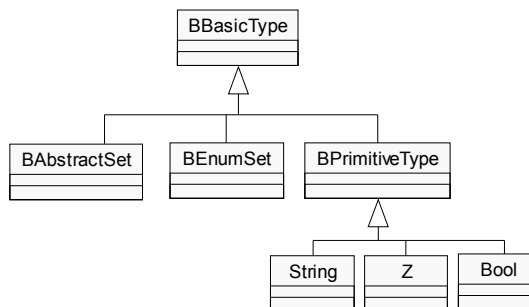 BBasicType
BAbstractSet
BEnumSet
BPrimitiveType
String
Z
Bool